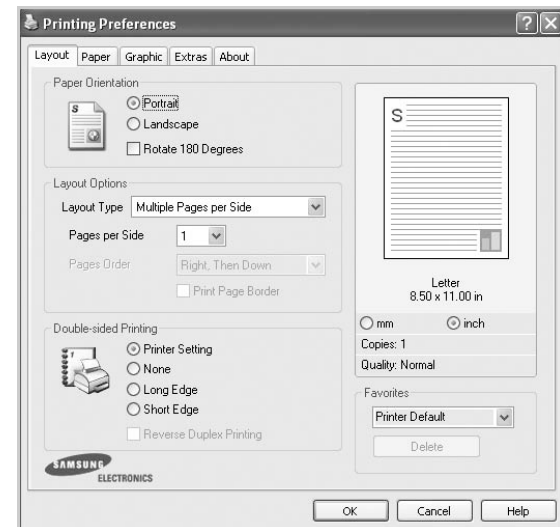 Printing Preferences
Layout Paper Graphic Extras About
Paper Orientation
S
Portrait
Landscape
Rotate 180 Degrees
Layout Options
Layout Type Multiple Pages per Side
Pages per Side 1
Pages Order Right, Then Down
Print Page Border
Double-sided Printing
1
Printer Setting
None
Long Edge
Short Edge
Reverse Duplex Printing
SAMSUNG
ELECTRONICS
S
Letter
8.50 x 11.00 in
mm inch
Copies: 1
Quality: Normal
Favorites
Printer Default
Delete
OK Cancel Help